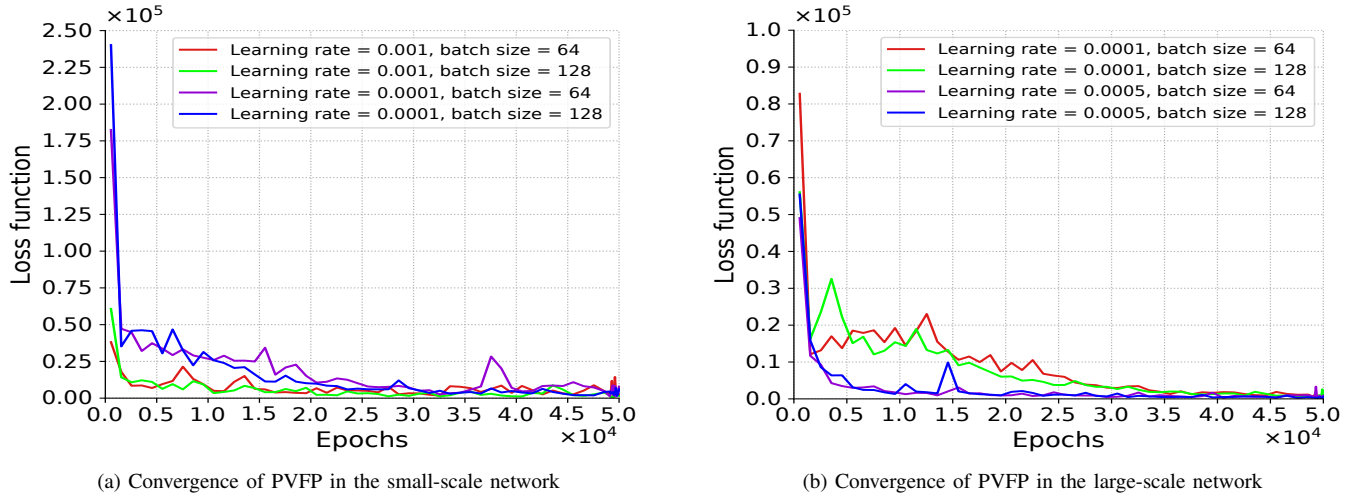 ×10⁵
2.50
2.25
2.00
1.75
1.50
1.25
1.00
0.75
0.50
0.25
0.00
Loss function
Learning rate = 0.001, batch size = 64
Learning rate = 0.001, batch size = 128
Learning rate = 0.0001, batch size = 64
Learning rate = 0.0001, batch size = 128
0.0 0.5 1.0 1.5 2.0 2.5 3.0 3.5 4.0 4.5 5.0
Epochs
×10⁴
(a) Convergence of PVFP in the small-scale network
×10⁵
1.0
0.9
0.8
0.7
0.6
0.5
0.4
0.3
0.2
0.1
0.0
Loss function
Learning rate = 0.0001, batch size = 64
Learning rate = 0.0001, batch size = 128
Learning rate = 0.0005, batch size = 64
Learning rate = 0.0005, batch size = 128
0.0 0.5 1.0 1.5 2.0 2.5 3.0 3.5 4.0 4.5 5.0
Epochs
×10⁴
(b) Convergence of PVFP in the large-scale network